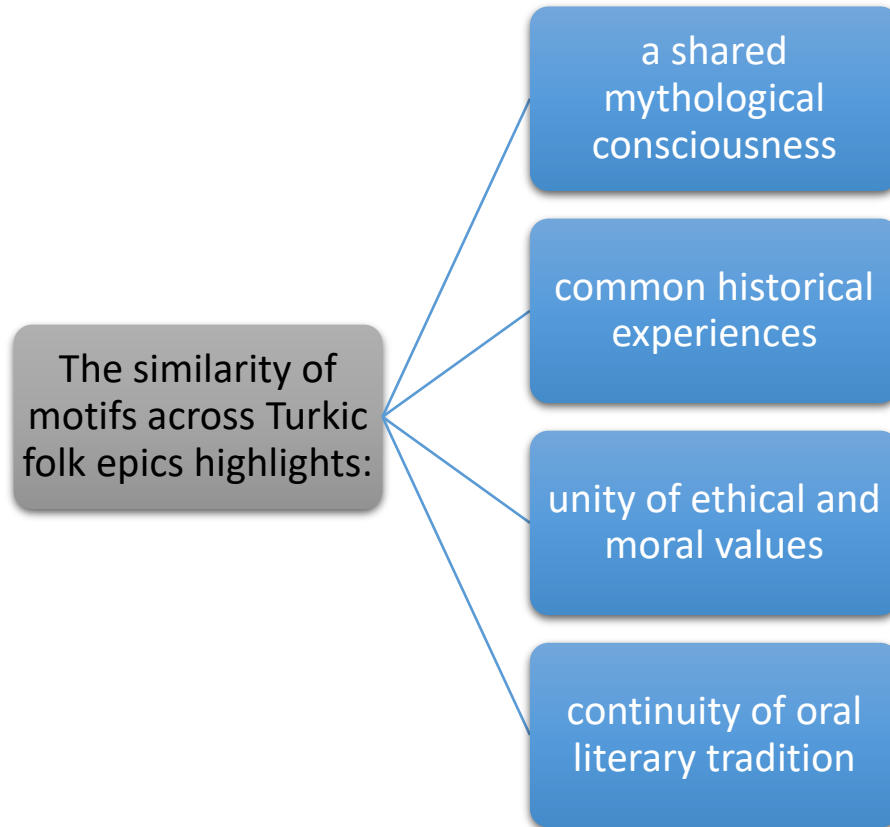 The similarity of
motifs across Turkic
folk epics highlights:
a shared
mythological
consciousness
common historical
experiences
unity of ethical and
moral values
continuity of oral
literary tradition